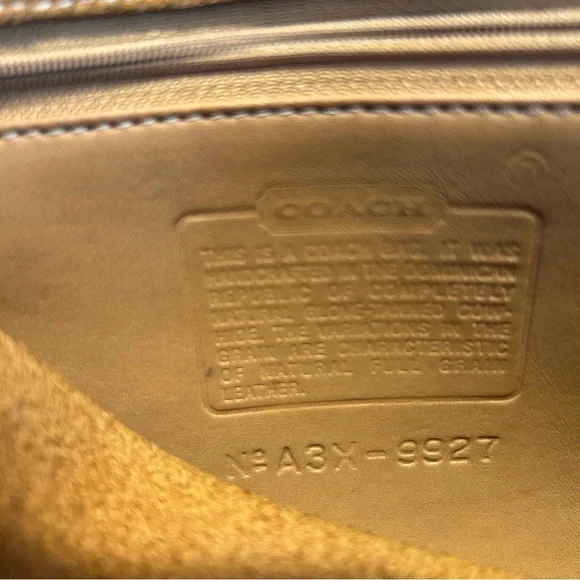 COACH
THIS IS A COACH BAG. IT WAS
HANDCRAFTED IN THE DOMINICAN
REPUBLIC OF COMPLETELY
NATURAL GLOVE-TANNED COW-
HIDE. THE VARIATIONS IN THE
GRAIN ARE CHARACTERISTIC
OF NATURAL FULL GRAIN
LEATHER.
Nº A3X-9927